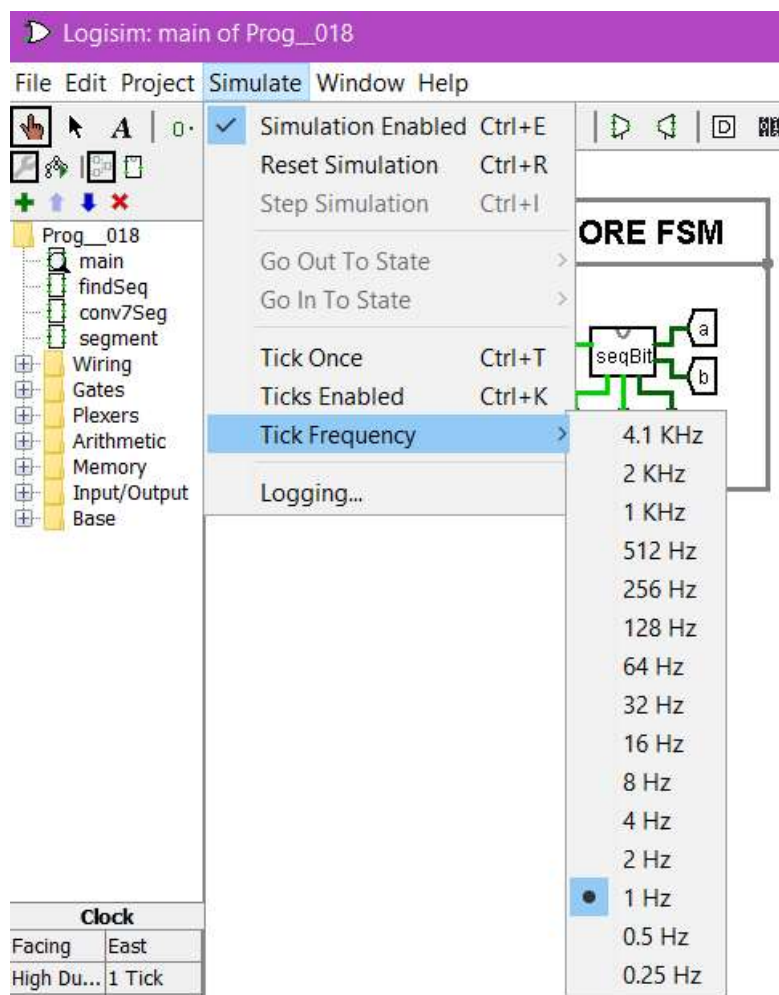 Logisim: main of Prog__018
File Edit Project Simulate Window Help
A
Simulation Enabled Ctrl+E
Reset Simulation Ctrl+R
Step Simulation Ctrl+I
Go Out To State
Go In To State
Tick Once Ctrl+T
Ticks Enabled Ctrl+K
Tick Frequency
Logging...
Prog__018
main
findSeq
conv7Seg
segment
Wiring
Gates
Plexers
Arithmetic
Memory
Input/Output
Base
ORE FSM
seqBit
a
b
4.1 KHz
2 KHz
1 KHz
512 Hz
256 Hz
128 Hz
64 Hz
32 Hz
16 Hz
8 Hz
4 Hz
2 Hz
1 Hz
0.5 Hz
0.25 Hz
Clock
Facing East
High Du... 1 Tick